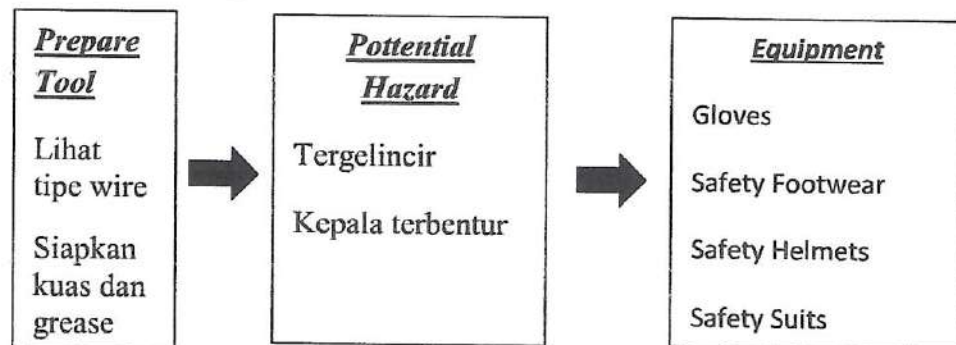 Prepare
Tool
Lihat
tipe wire
Siapkan
kuas dan
grease
Pottential
Hazard
Tergelincir
Kepala terbentur
Equipment
Gloves
Safety Footwear
Safety Helmets
Safety Suits